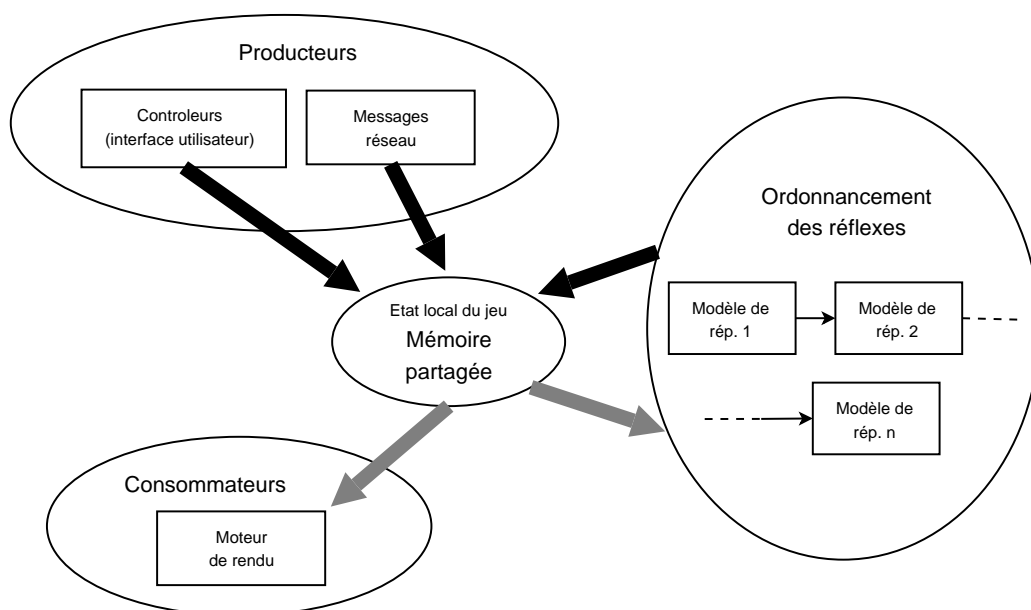 Producteurs
Controleurs
(interface utilisateur)
Messages
réseau
Ordonnancement
des réflexes
Modèle de
rép. 1
Modèle de
rép. 2
Modèle de
rép. n
Etat local du jeu
Mémoire
partagée
Consommateurs
Moteur
de rendu